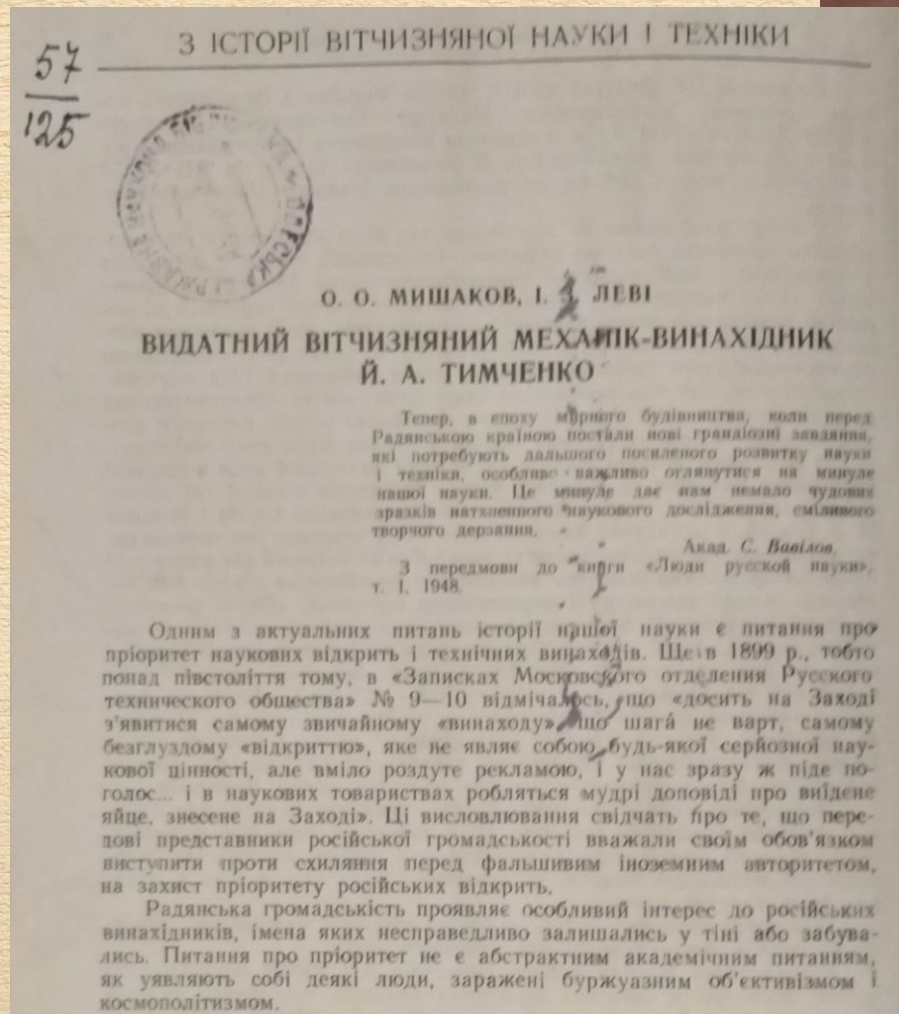 З ІСТОРІЇ ВІТЧИЗНЯНОЇ НАУКИ І ТЕХНІКИ
57
125
О. О. МИШАКОВ, І. ЛЕВІ
ВИДАТНИЙ ВІТЧИЗНЯНИЙ МЕХАНІК-ВИНАХІДНИК
Й. А. ТИМЧЕНКО
Тепер, в епоху мирного будівництва, коли перед
Радянською країною постали нові грандіозні завдання,
які потребують дальшого посиленого розвитку науки
і техніки, особливо важливо оглянутися на минуле
нашої науки. Це минуле дає нам немало чудових
зразків натхненного наукового дослідження, сміливого
творчого дерзання.
Акад. С. Вавілов.
З передмови до книги «Люди русской науки»,
т. 1, 1948.
Одним з актуальних питань історії нашої науки є питання про
пріоритет наукових відкрить і технічних винаходів. Ще в 1899 р., тобто
понад півстоліття тому, в «Записках Московского отделения Русского
технического общества» № 9—10 відмічалось, що «досить на Заході
з'явитися самому звичайному «винаходу», що шага не варт, самому
безглуздому «відкриттю», яке не являє собою будь-якої серйозної нау-
кової цінності, але вміло роздуте рекламою, і у нас зразу ж піде по-
голос... і в наукових товариствах робляться мудрі доповіді про виїдене
яйце, знесене на Заході». Ці висловлювання свідчать про те, що пере-
дові представники російської громадськості вважали своїм обов'язком
виступити проти схиляння перед фальшивим іноземним авторитетом,
на захист пріоритету російських відкрить.
Радянська громадськість проявляє особливий інтерес до російських
винахідників, імена яких несправедливо залишались у тіні або забува-
лись. Питання про пріоритет не є абстрактним академічним питанням,
як уявляють собі деякі люди, заражені буржуазним об'єктивізмом і
космополітизмом.